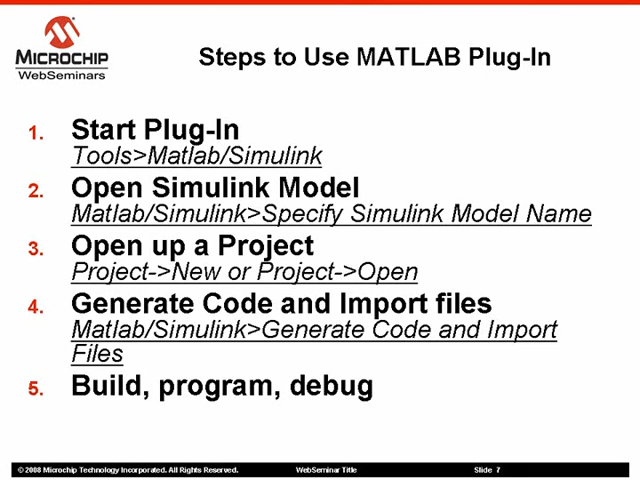 MICROCHIP
WebSeminars
Steps to Use MATLAB Plug-In
1. Start Plug-In
Tools>Matlab/Simulink
2. Open Simulink Model
Matlab/Simulink>Specify Simulink Model Name
3. Open up a Project
Project->New or Project->Open
4. Generate Code and Import files
Matlab/Simulink>Generate Code and Import
Files
5. Build, program, debug
© 2008 Microchip Technology Incorporated. All Rights Reserved. WebSeminar Title Slide 7